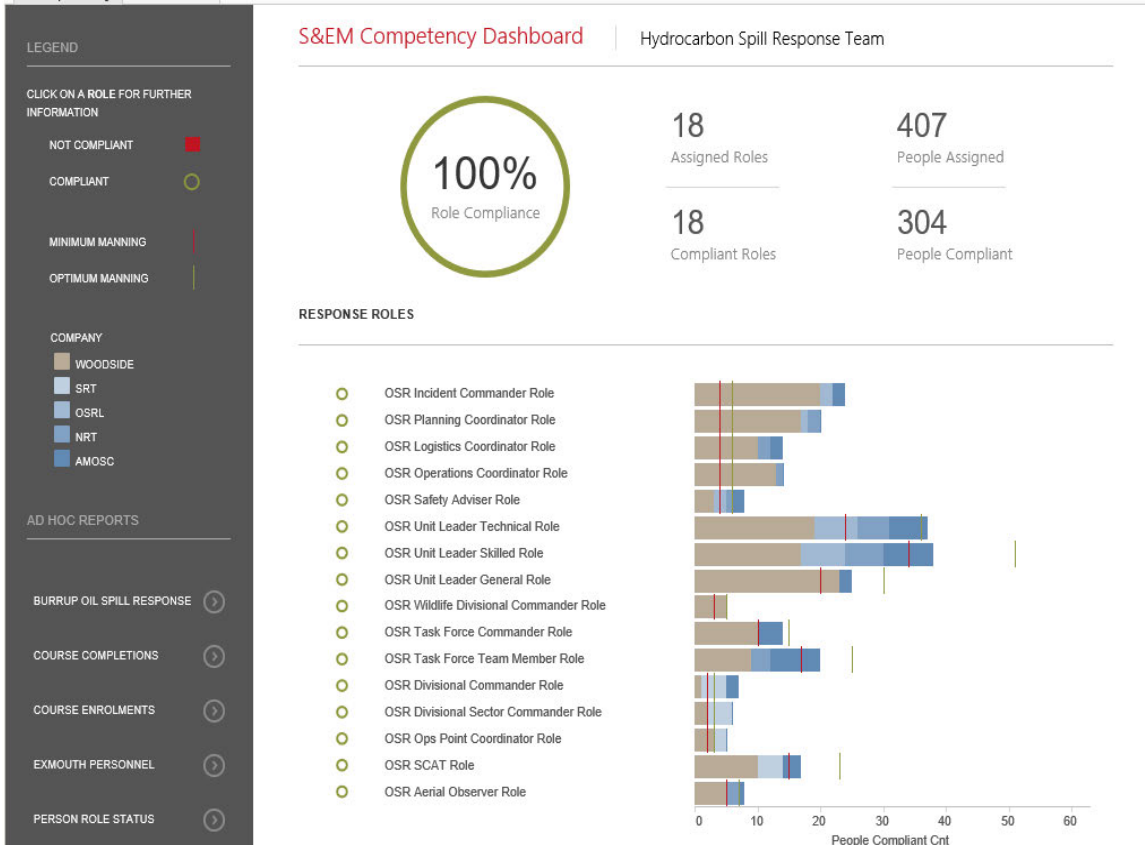 LEGEND
CLICK ON A ROLE FOR FURTHER
INFORMATION
NOT COMPLIANT
COMPLIANT
MINIMUM MANNING
OPTIMUM MANNING
COMPANY
WOODSIDE
SRT
OSRL
NRT
AMOSC
AD HOC REPORTS
BURRUP OIL SPILL RESPONSE
COURSE COMPLETIONS
COURSE ENROLMENTS
EXMOUTH PERSONNEL
PERSON ROLE STATUS
S&EM Competency Dashboard
Hydrocarbon Spill Response Team
100%
Role Compliance
18
Assigned Roles
407
People Assigned
18
Compliant Roles
304
People Compliant
RESPONSE ROLES
OSR Incident Commander Role
OSR Planning Coordinator Role
OSR Logistics Coordinator Role
OSR Operations Coordinator Role
OSR Safety Adviser Role
OSR Unit Leader Technical Role
OSR Unit Leader Skilled Role
OSR Unit Leader General Role
OSR Wildlife Divisional Commander Role
OSR Task Force Commander Role
OSR Task Force Team Member Role
OSR Divisional Commander Role
OSR Divisional Sector Commander Role
OSR Ops Point Coordinator Role
OSR SCAT Role
OSR Aerial Observer Role
0 10 20 30 40 50 60
People Compliant Cnt